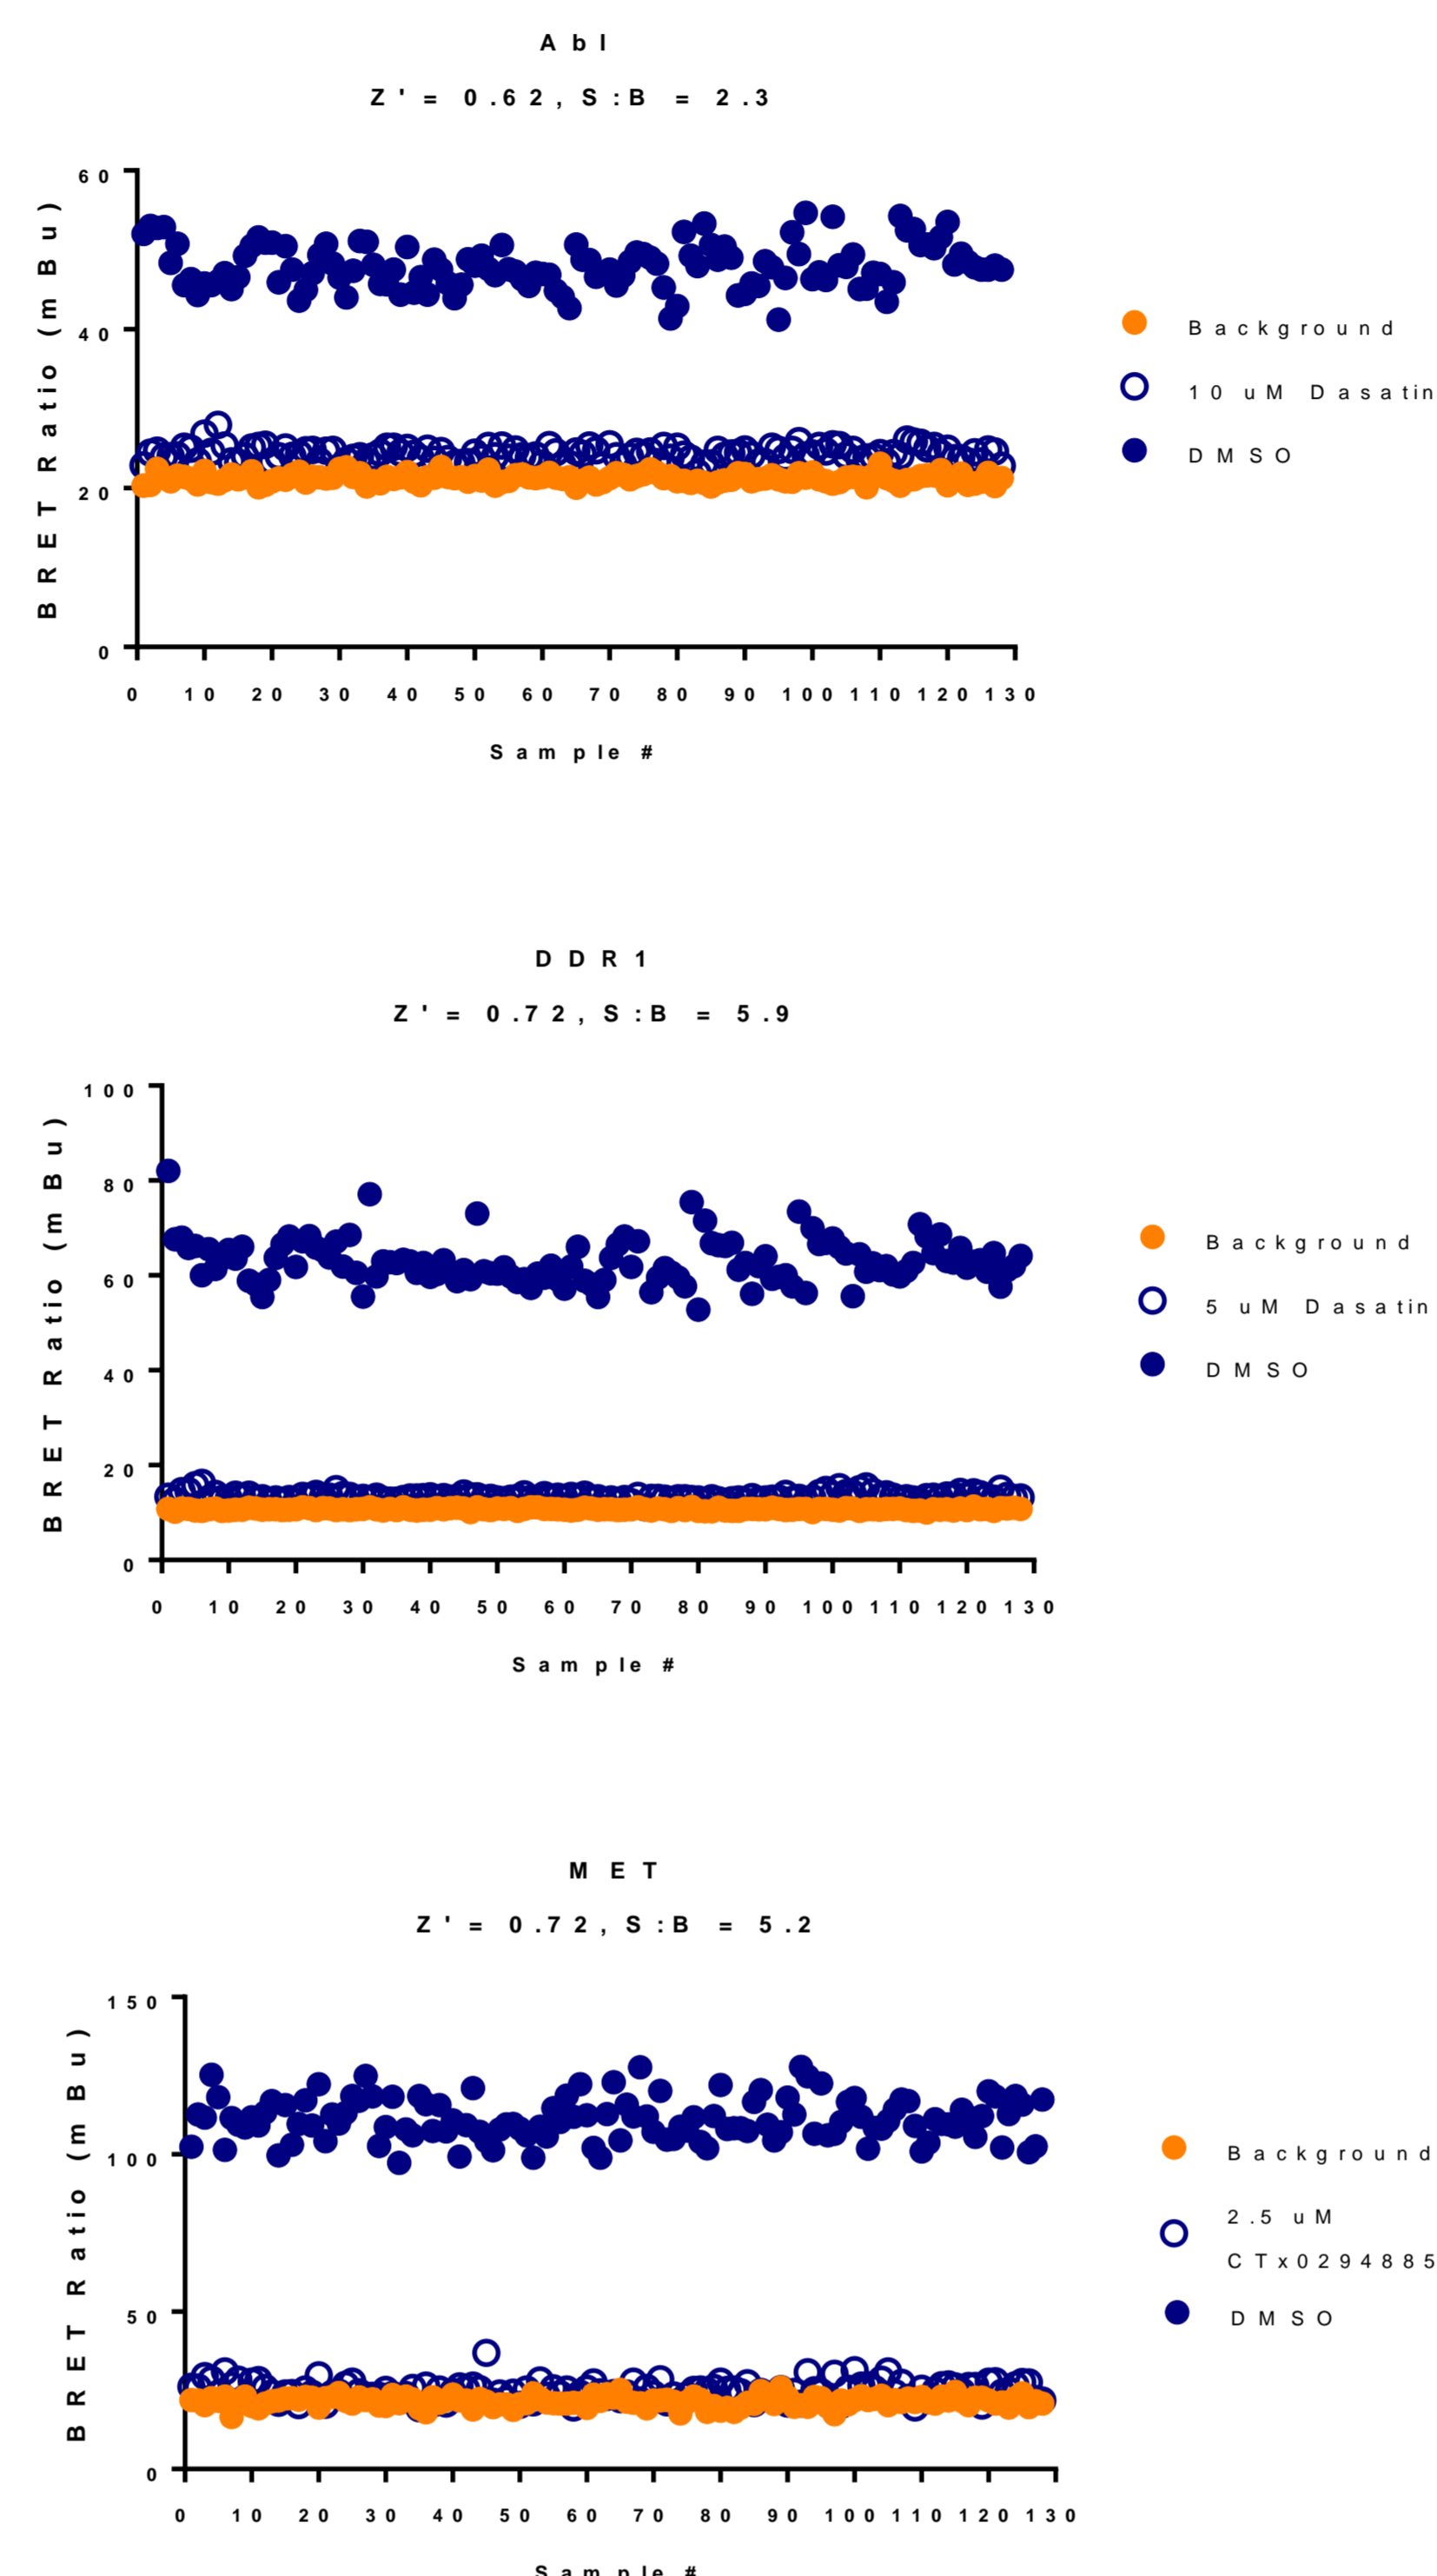 Abl
Z' = 0.62, S:B = 2.3
60
40
20
0
BRET Ratio (mBu)
0 10 20 30 40 50 60 70 80 90 100 110 120 130
Sample #
Background
10 uM Dasatin
DMSO
DDR1
Z' = 0.72, S:B = 5.9
100
80
60
40
20
0
BRET Ratio (mBu)
0 10 20 30 40 50 60 70 80 90 100 110 120 130
Sample #
Background
5 uM Dasatin
DMSO
MET
Z' = 0.72, S:B = 5.2
150
100
50
0
BRET Ratio (mBu)
0 10 20 30 40 50 60 70 80 90 100 110 120 130
Sample #
Background
2.5 uM
CTx0294885
DMSO